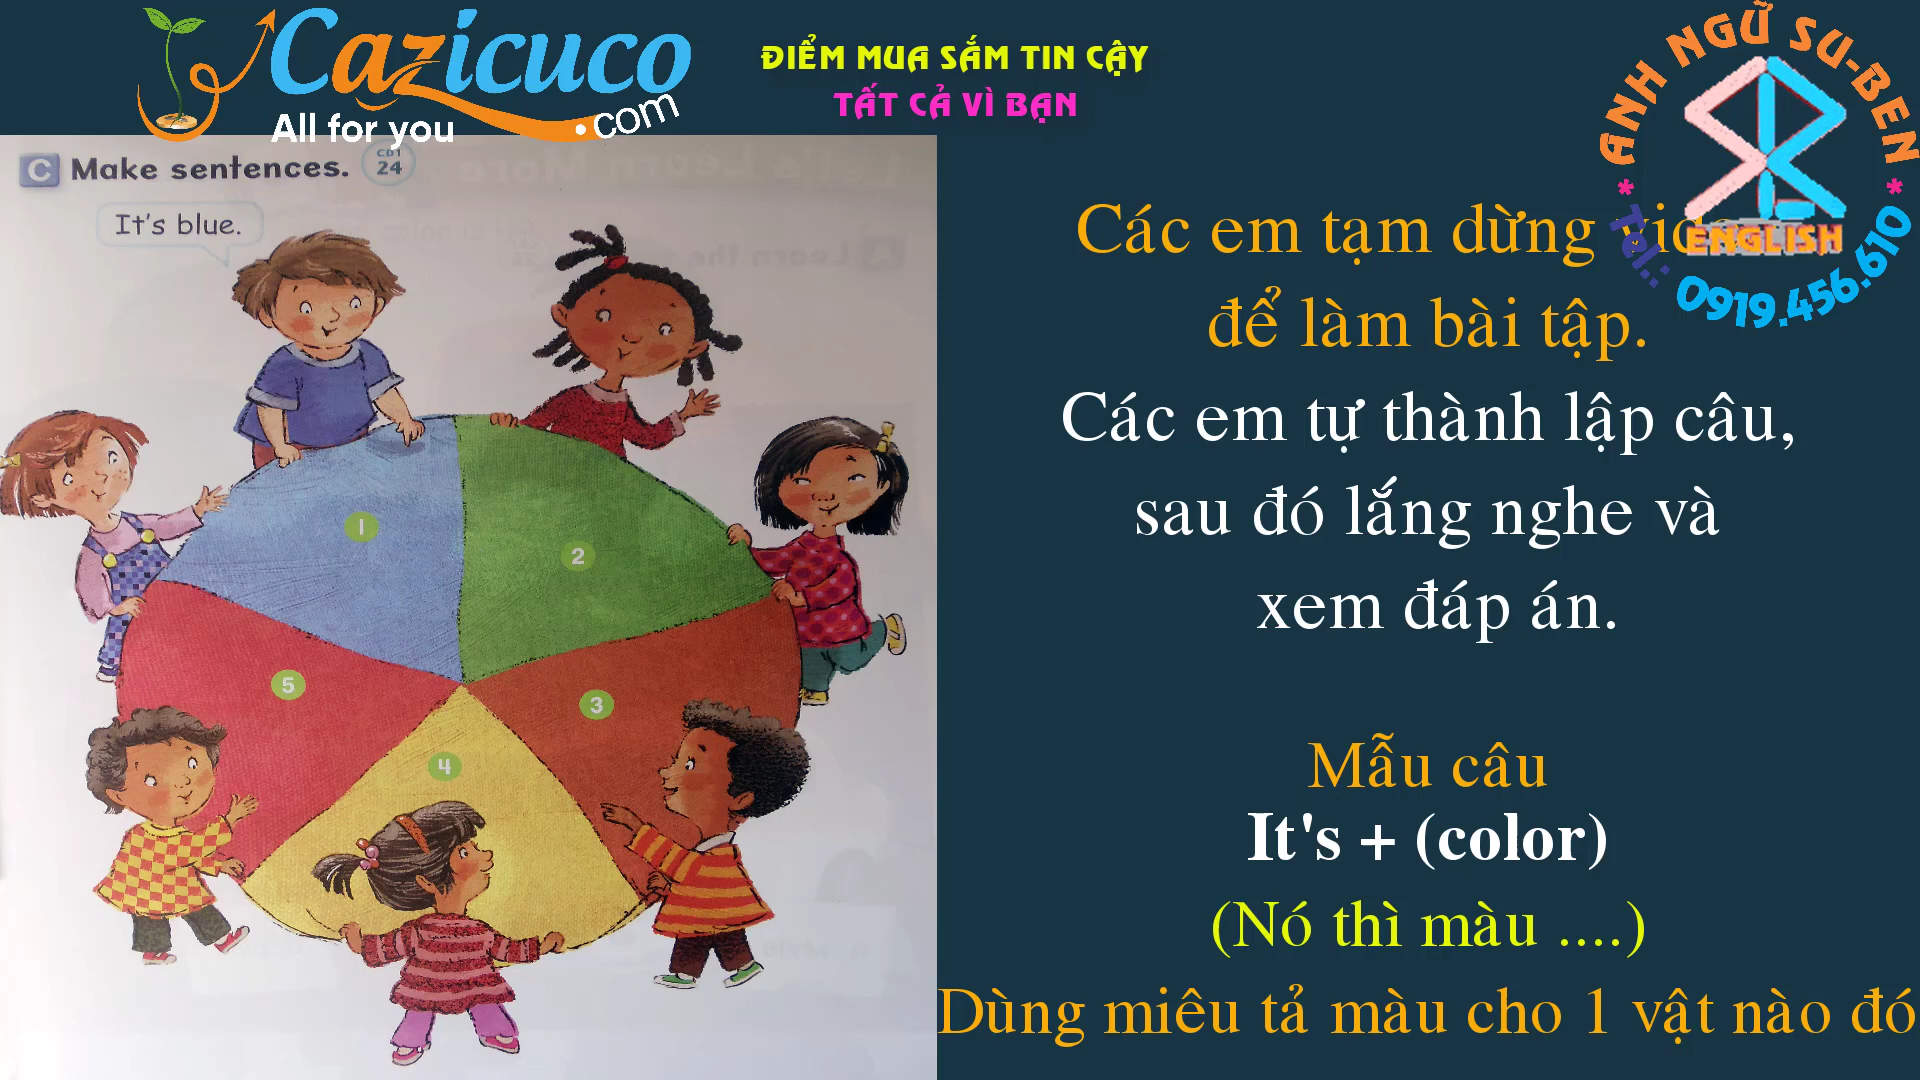 Cazicuco
.com
All for you
ĐIỂM MUA SẮM TIN CẬY
TẤT CẢ VÌ BẠN
ANH NGỮ SU-BEN
ENGLISH
* Tel.: 0919.456.610 *
C Make sentences. CD1 24
It's blue.
1
2
3
4
5
Các em tạm dừng
để làm bài tập.
Các em tự thành lập câu,
sau đó lắng nghe và
xem đáp án.
Mẫu câu
It's + (color)
(Nó thì màu ....)
Dùng miêu tả màu cho 1 vật nào đó